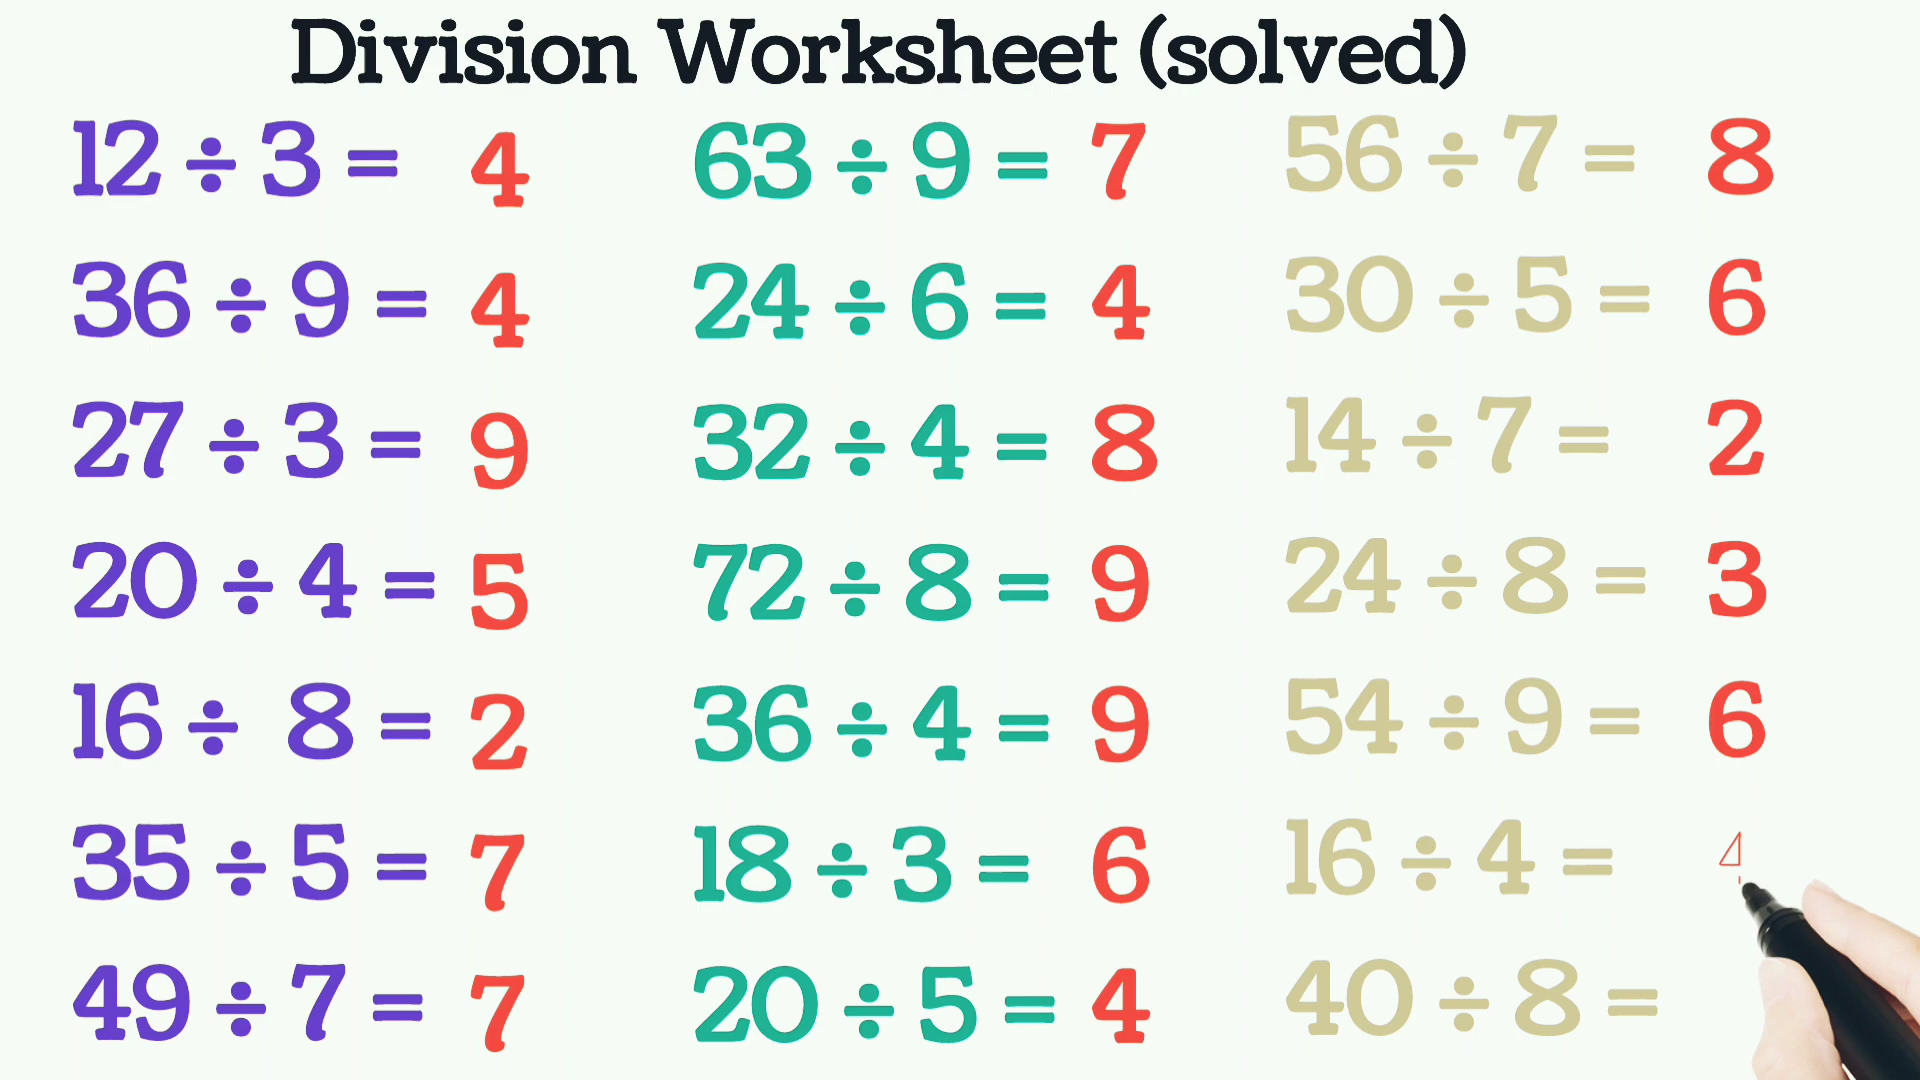 Division Worksheet (solved)
12 ÷ 3 = 4
36 ÷ 9 = 4
27 ÷ 3 = 9
20 ÷ 4 = 5
16 ÷ 8 = 2
35 ÷ 5 = 7
49 ÷ 7 = 7
63 ÷ 9 = 7
24 ÷ 6 = 4
32 ÷ 4 = 8
72 ÷ 8 = 9
36 ÷ 4 = 9
18 ÷ 3 = 6
20 ÷ 5 = 4
56 ÷ 7 = 8
30 ÷ 5 = 6
14 ÷ 7 = 2
24 ÷ 8 = 3
54 ÷ 9 = 6
16 ÷ 4 = 4
40 ÷ 8 =